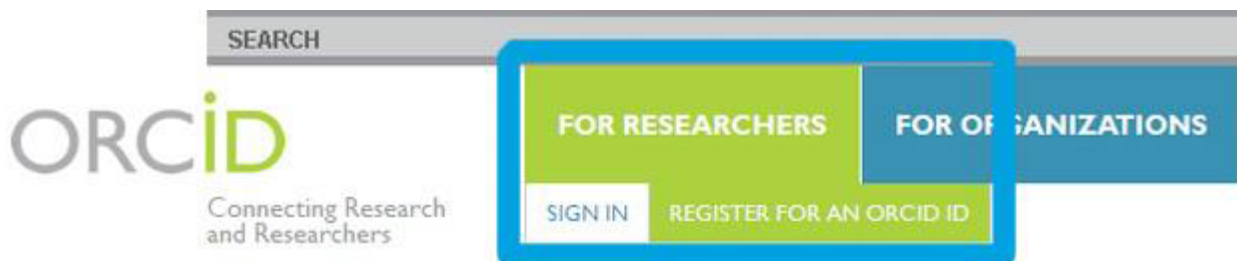 SEARCH
FOR RESEARCHERS
FOR ORGANIZATIONS
ORCiD
Connecting Research
and Researchers
SIGN IN
REGISTER FOR AN ORCID ID